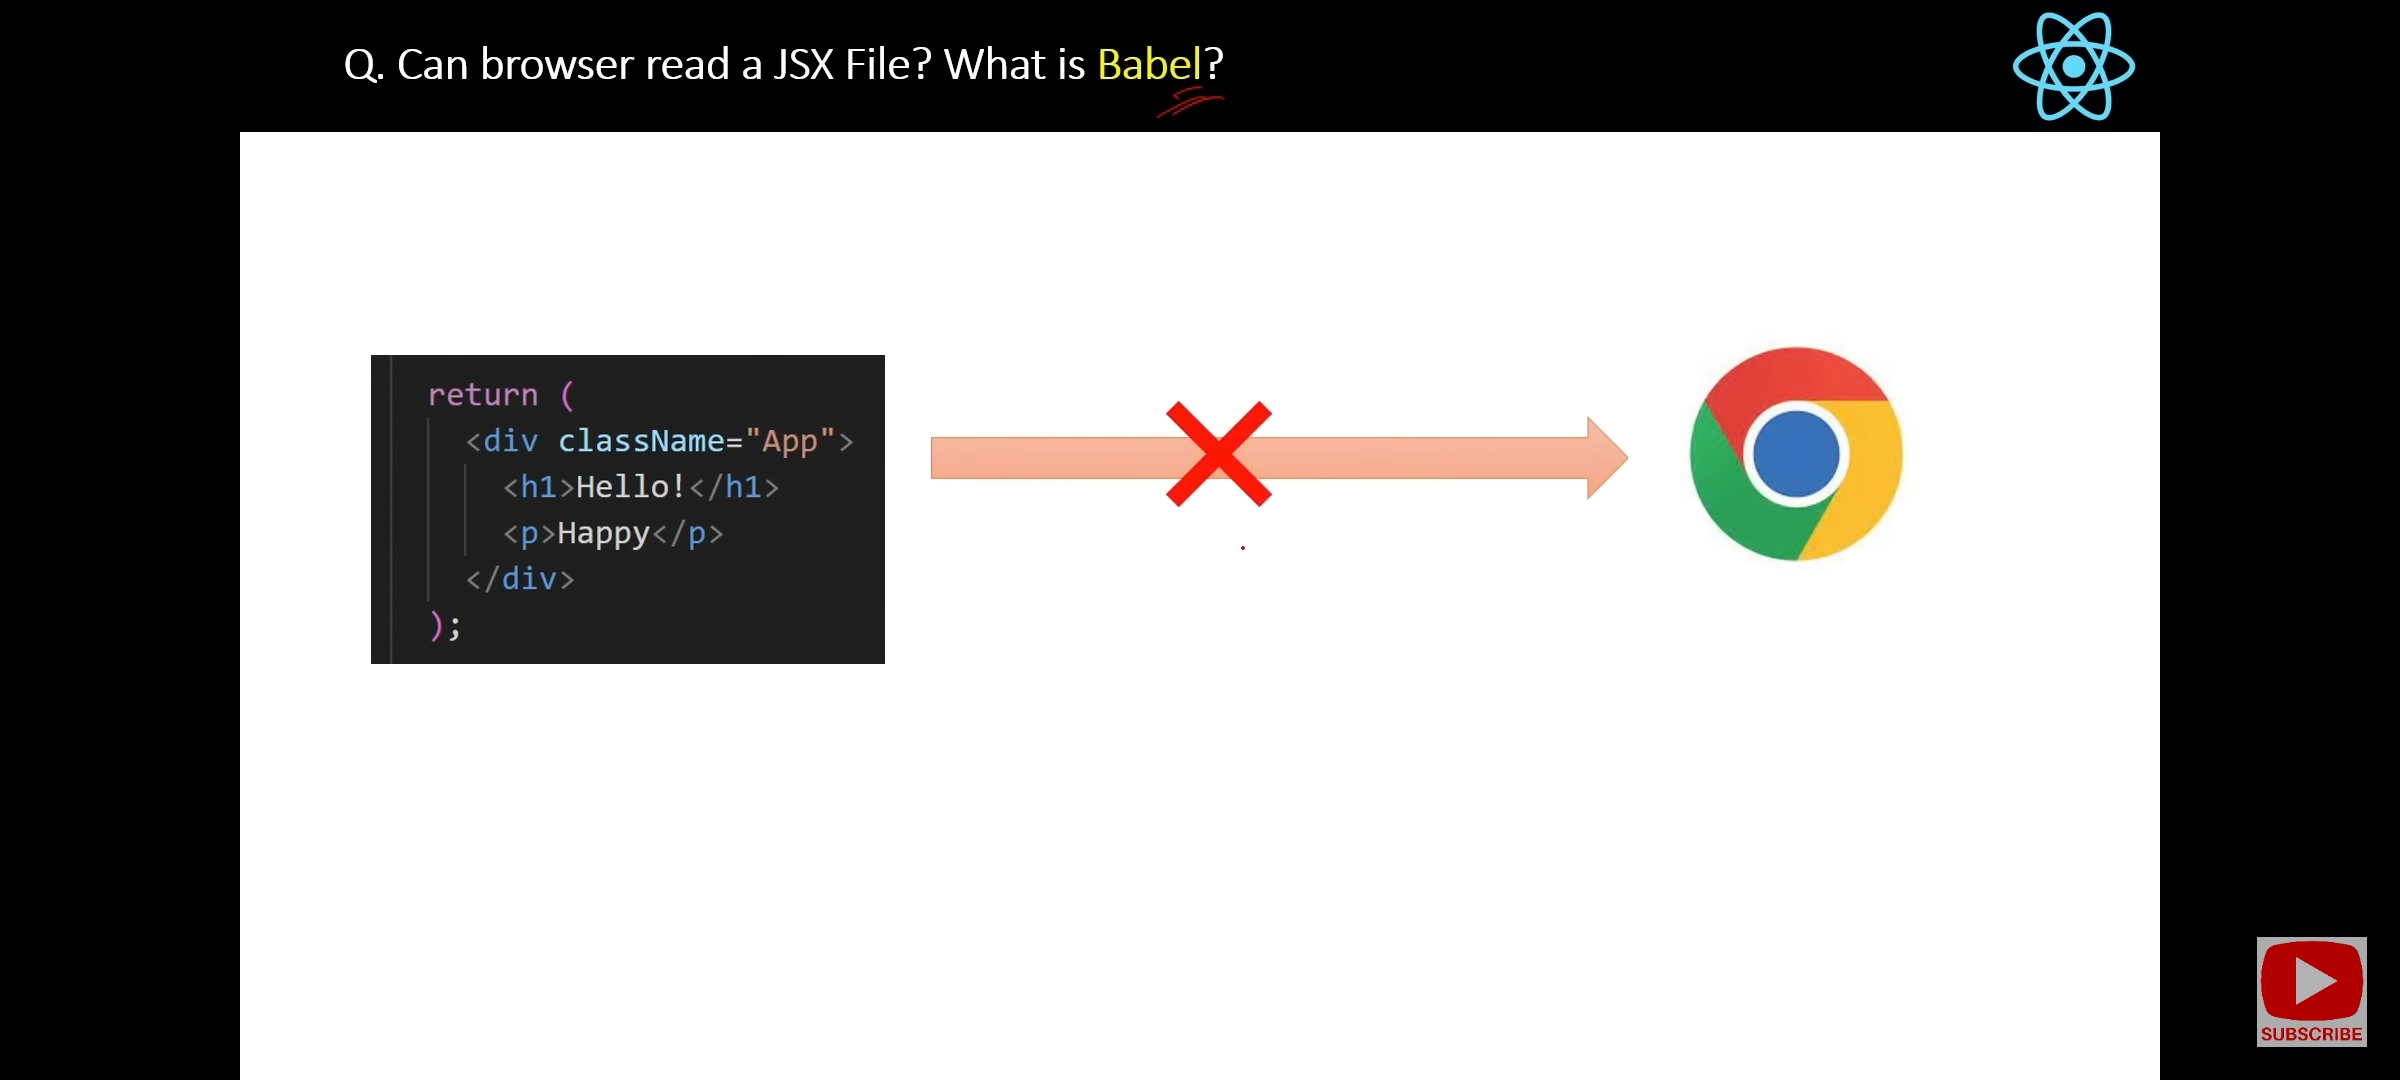 Q. Can browser read a JSX File? What is Babel?
return (
<div className="App">
<h1>Hello!</h1>
<p>Happy</p>
</div>
);
SUBSCRIBE